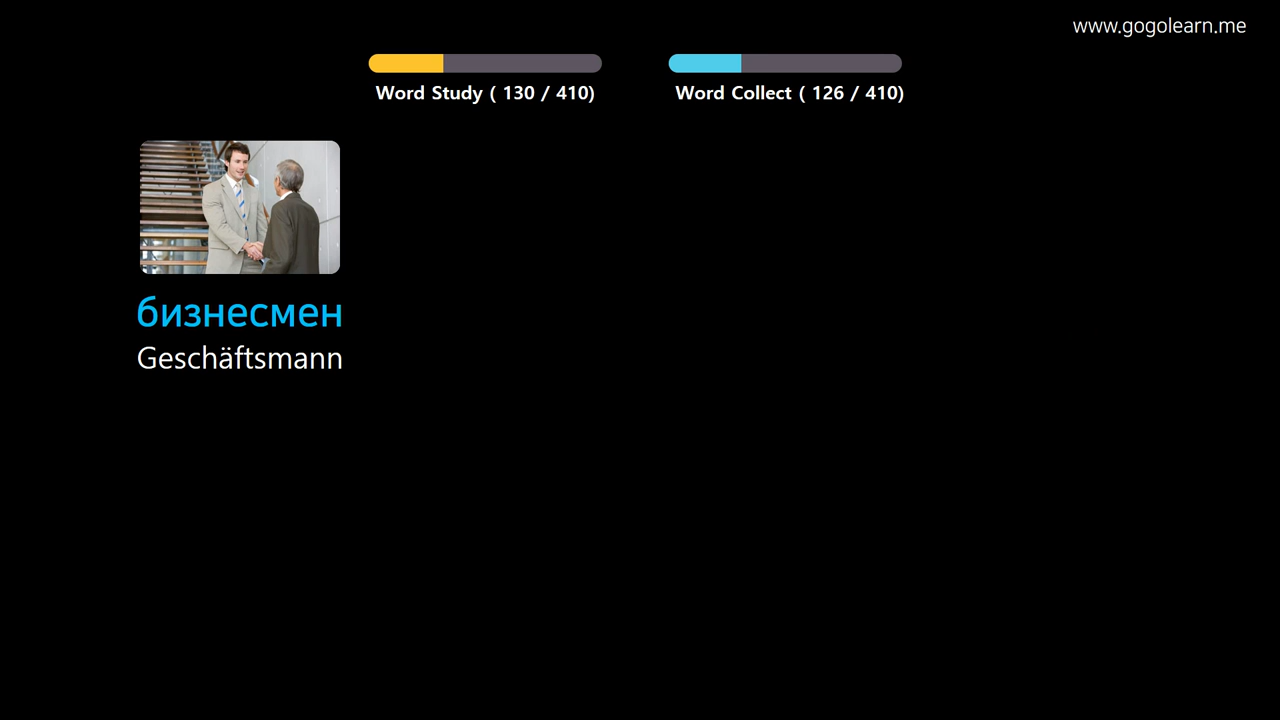 www.gogolearn.me
Word Study ( 130 / 410)
Word Collect ( 126 / 410)
бизнесмен
Geschäftsmann